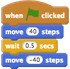 when clicked
move 40 steps
wait 0.5 secs
move -40 steps